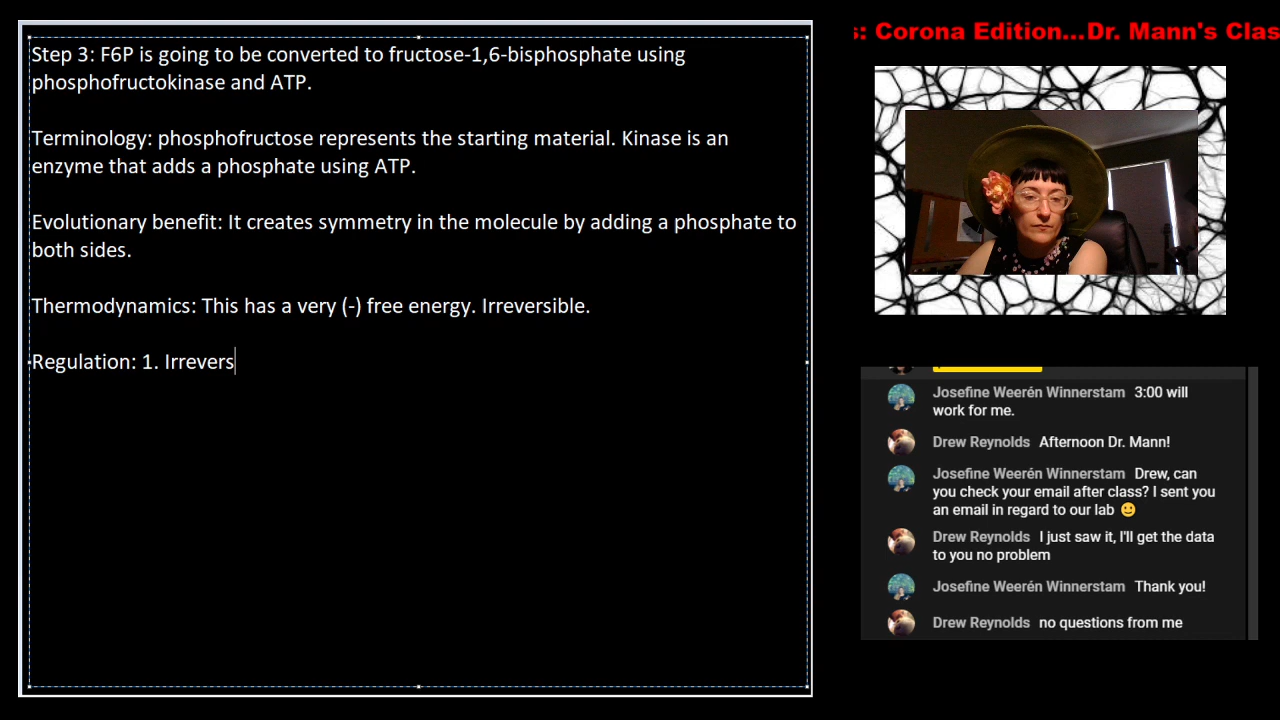 Step 3: F6P is going to be converted to fructose-1,6-bisphosphate using
phosphofructokinase and ATP.
Terminology: phosphofructose represents the starting material. Kinase is an
enzyme that adds a phosphate using ATP.
Evolutionary benefit: It creates symmetry in the molecule by adding a phosphate to
both sides.
Thermodynamics: This has a very (-) free energy. Irreversible.
Regulation: 1. Irrevers
: Corona Edition...Dr. Mann's Clas
Josefine Weerén Winnerstam 3:00 will
work for me.
Drew Reynolds Afternoon Dr. Mann!
Josefine Weerén Winnerstam Drew, can
you check your email after class? I sent you
an email in regard to our lab 🙂
Drew Reynolds I just saw it, I'll get the data
to you no problem
Josefine Weerén Winnerstam Thank you!
Drew Reynolds no questions from me